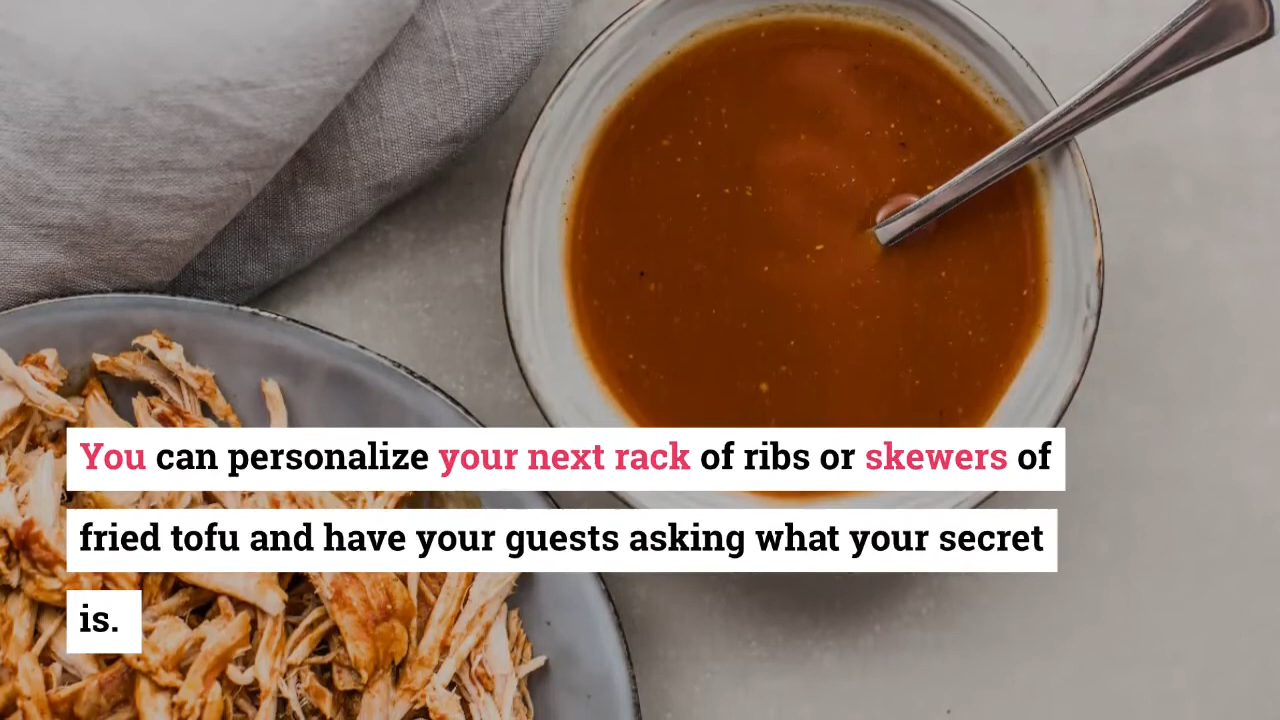 You can personalize your next rack of ribs or skewers of
fried tofu and have your guests asking what your secret
is.